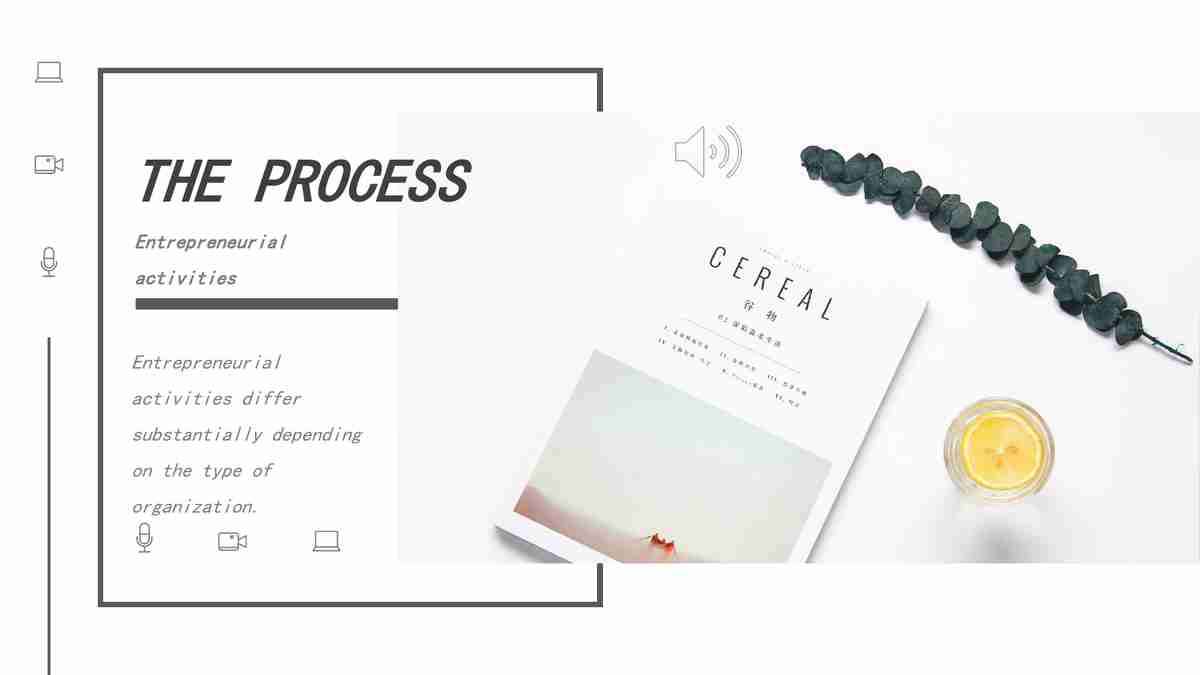 THE PROCESS
Entrepreneurial
activities
Entrepreneurial
activities differ
substantially depending
on the type of
organization.
CEREAL
谷 物